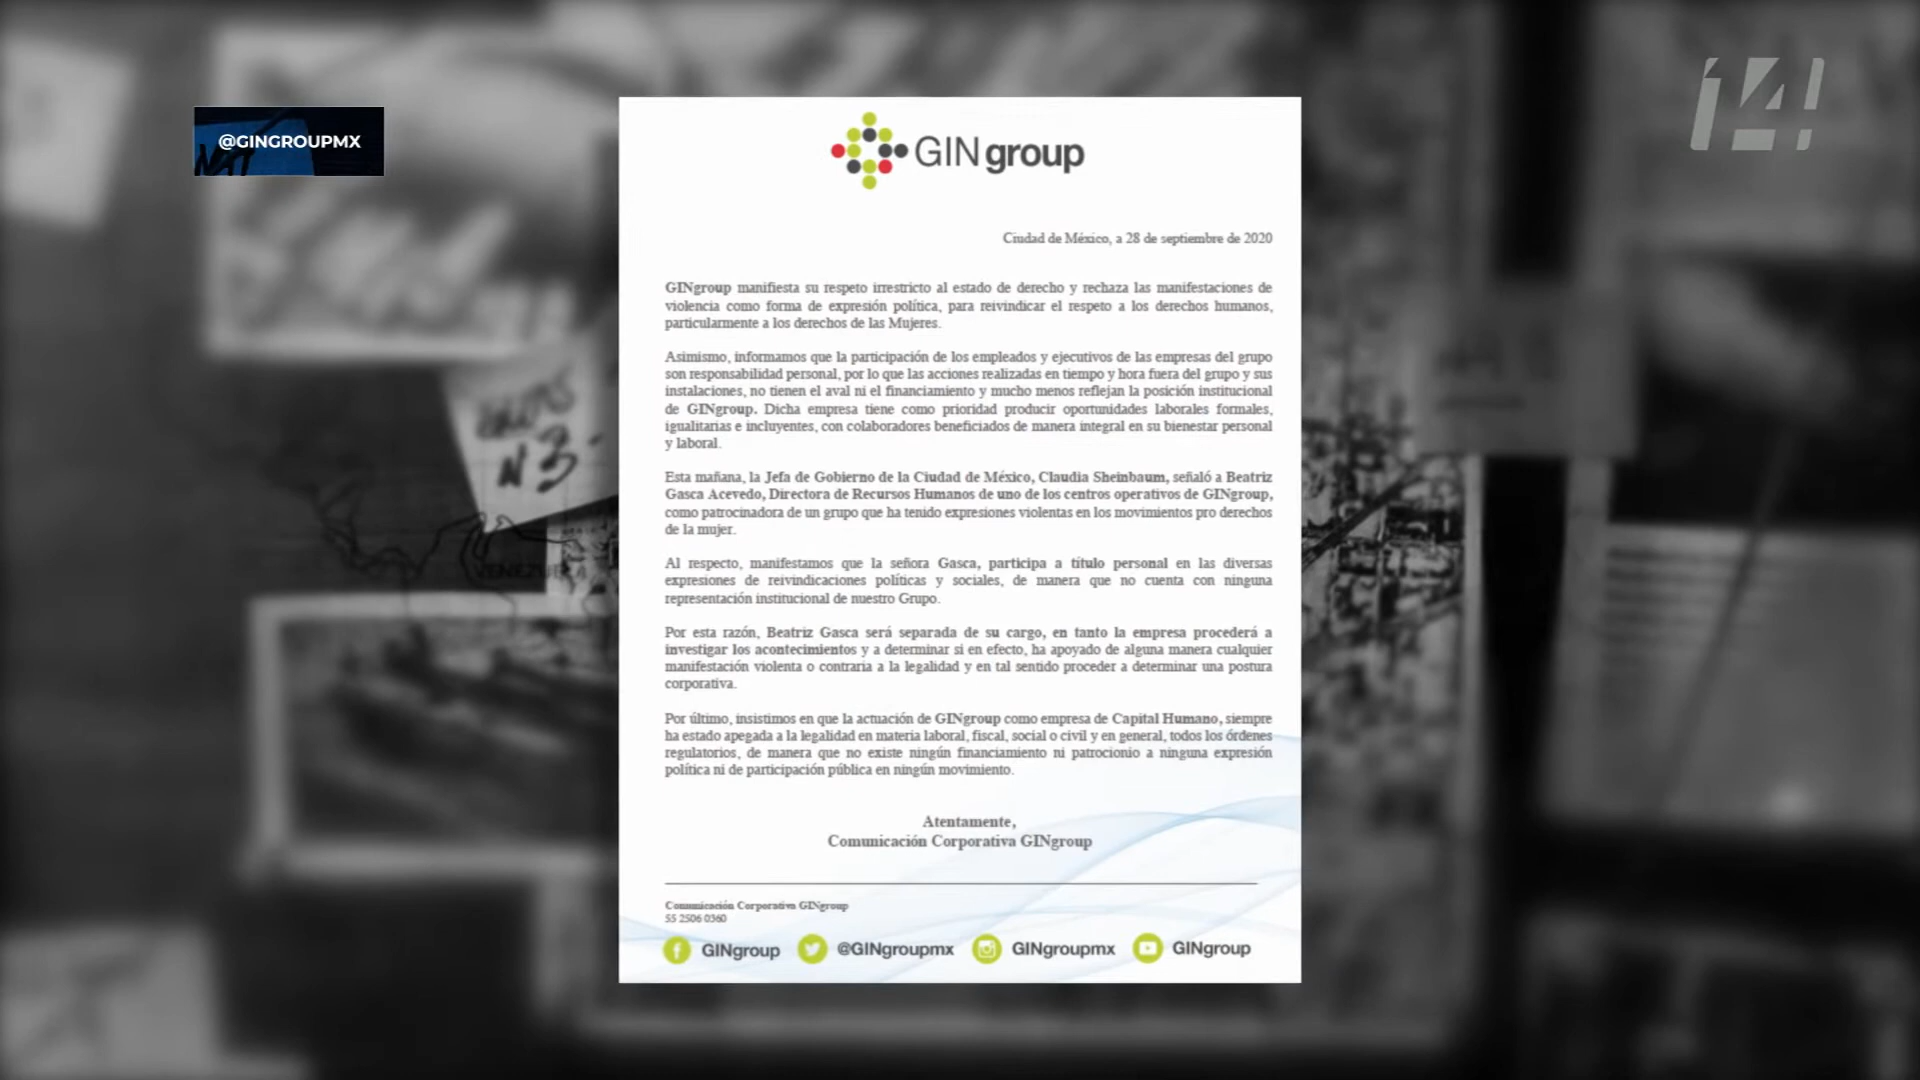 @GINGROUPMX
14
GINgroup
Ciudad de México, a 28 de septiembre de 2020
GINgroup manifiesta su respeto irrestricto al estado de derecho y rechaza las manifestaciones de
violencia como forma de expresión política, para reivindicar el respeto a los derechos humanos,
particularmente a los derechos de las Mujeres.
Asimismo, informamos que la participación de los empleados y ejecutivos de las empresas del grupo
son responsabilidad personal, por lo que las acciones realizadas en tiempo y hora fuera del grupo y sus
instalaciones, no tienen el aval ni el financiamiento y mucho menos reflejan la posición institucional
de GINgroup. Dicha empresa tiene como prioridad producir oportunidades laborales formales,
igualitarias e incluyentes, con colaboradores beneficiados de manera integral en su bienestar personal
y laboral.
Esta mañana, la Jefa de Gobierno de la Ciudad de México, Claudia Sheinbaum, señaló a Beatriz
Gasca Acevedo, Directora de Recursos Humanos de uno de los centros operativos de GINgroup,
como patrocinadora de un grupo que ha tenido expresiones violentas en los movimientos pro derechos
de la mujer.
Al respecto, manifestamos que la señora Gasca, participa a título personal en las diversas
expresiones de reivindicaciones políticas y sociales, de manera que no cuenta con ninguna
representación institucional de nuestro Grupo.
Por esta razón, Beatriz Gasca será separada de su cargo, en tanto la empresa procederá a
investigar los acontecimientos y a determinar si en efecto, ha apoyado de alguna manera cualquier
manifestación violenta o contraria a la legalidad y en tal sentido proceder a determinar una postura
corporativa.
Por último, insistimos en que la actuación de GINgroup como empresa de Capital Humano, siempre
ha estado apegada a la legalidad en materia laboral, fiscal, social o civil y en general, todos los órdenes
regulatorios, de manera que no existe ningún financiamiento ni patrocionio a ninguna expresión
política ni de participación pública en ningún movimiento.
Atentamente,
Comunicación Corporativa GINgroup
Comunicación Corporativa GINgroup
55 2506 0360
GINgroup @GINgroupmx GINgroupmx GINgroup
N3.
VENEZUELA